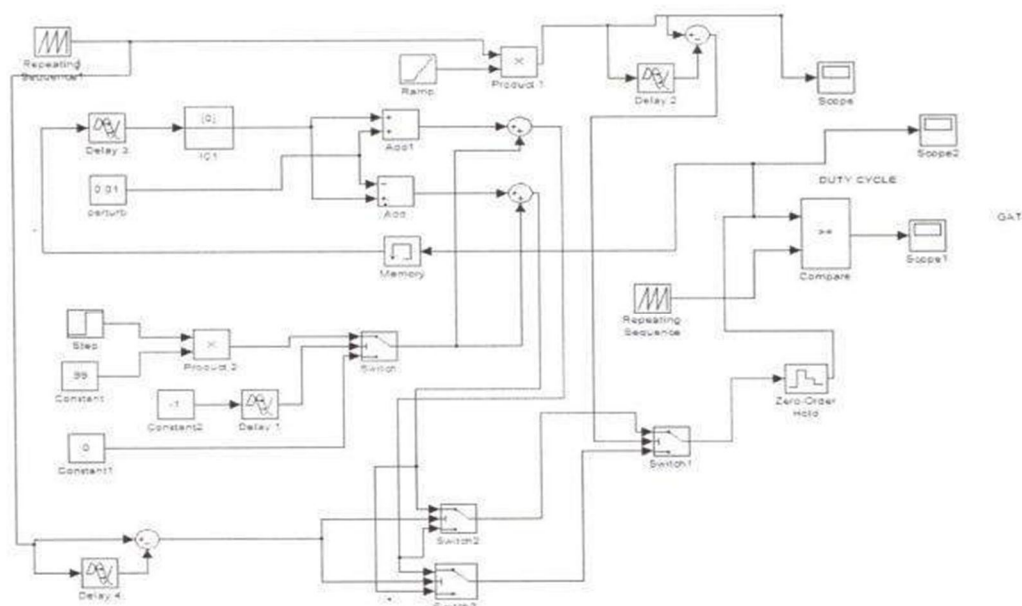 Repeating
Sequence1
Ramp
×
Product 1
Delay 2
Scope
Delay 3
[0]
IC1
Add1
Scope2
0.01
perturb
Add
DUTY CYCLE
>=
Compare
Scope1
GAT
Memory
Repeating
Sequence
Step
×
Product 2
Switch
99
Constant
-1
Constant2
Delay 1
Zero-Order
Hold
0
Constant1
Switch1
Switch2
Delay 4